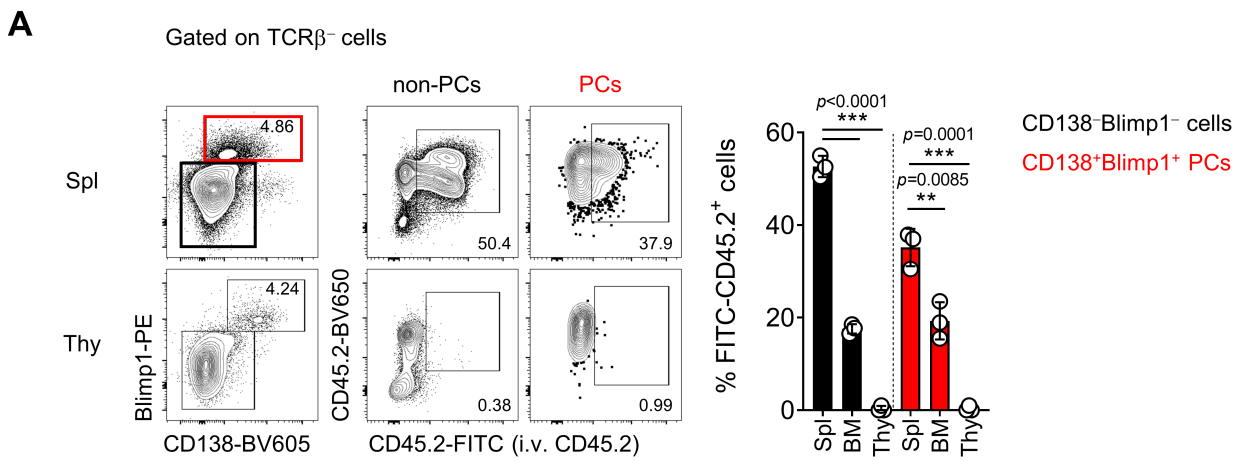 A
Gated on TCRβ⁻ cells
non-PCs
PCs
Spl
4.86
50.4
37.9
Thy
4.24
0.38
0.99
Blimp1-PE
CD138-BV605
CD45.2-BV650
CD45.2-FITC (i.v. CD45.2)
% FITC-CD45.2⁺ cells
60
40
20
0
p<0.0001
***
p=0.0001
***
p=0.0085
**
Spl
BM
Thy
Spl
BM
Thy
CD138⁻Blimp1⁻ cells
CD138⁺Blimp1⁺ PCs